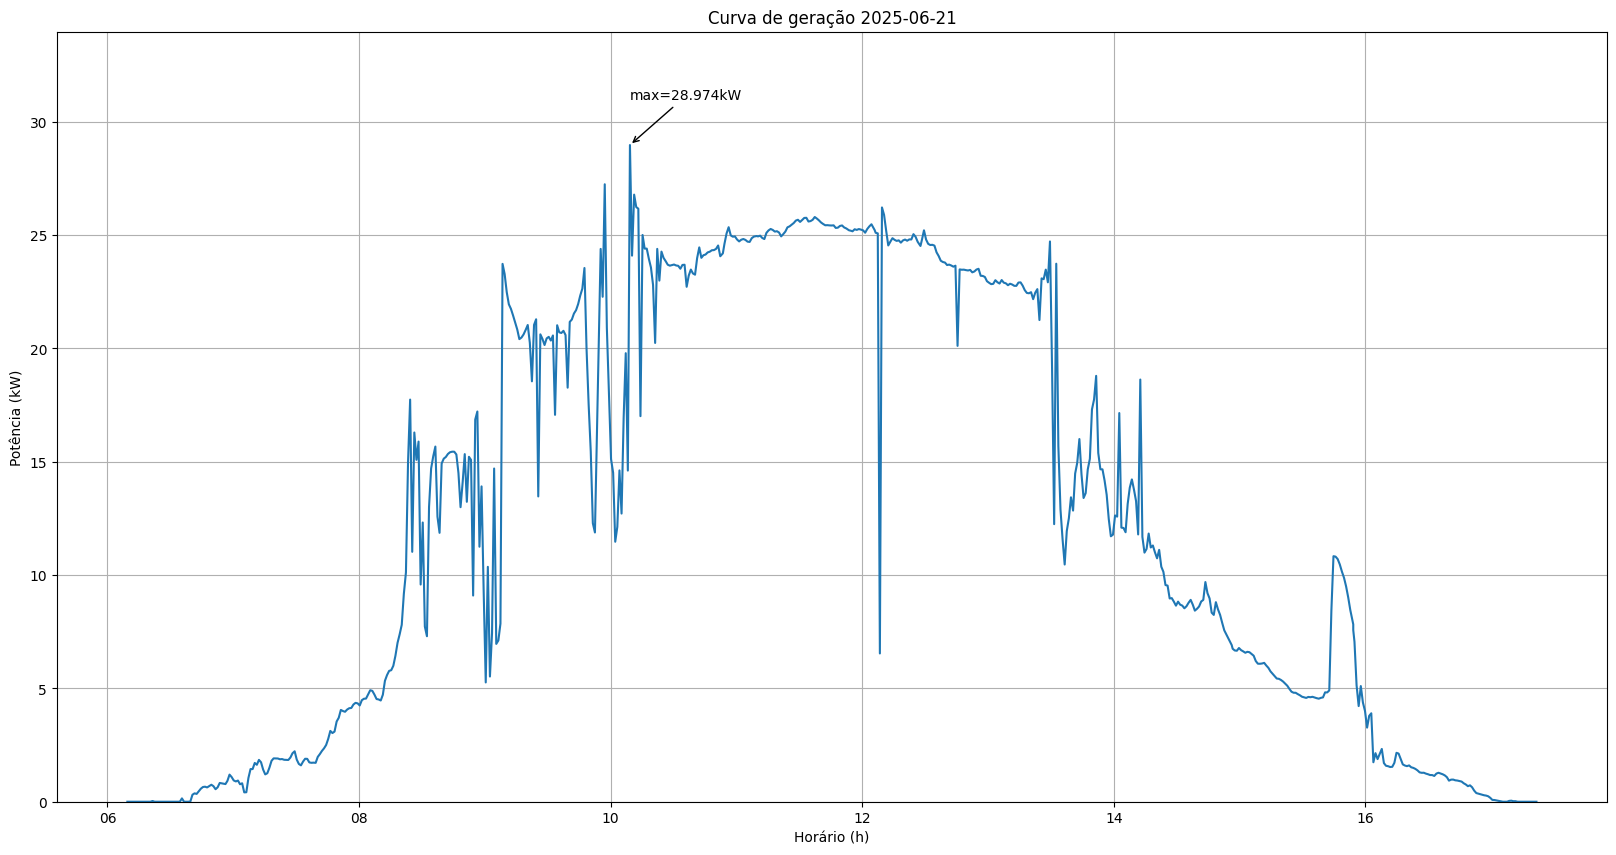 Curva de geração 2025-06-21
max=28.974kW
30
25
20
15
10
5
0
Potência (kW)
06 08 10 12 14 16
Horário (h)